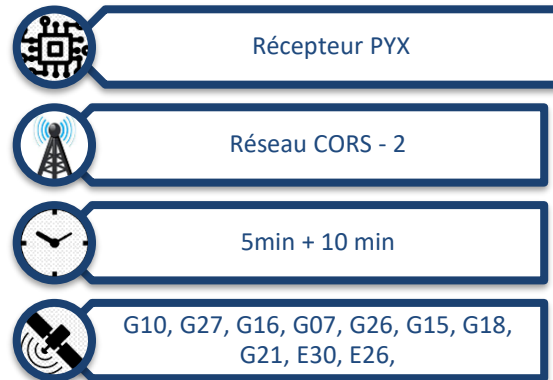 Récepteur PYX
Réseau CORS - 2
5min + 10 min
G10, G27, G16, G07, G26, G15, G18,
G21, E30, E26,